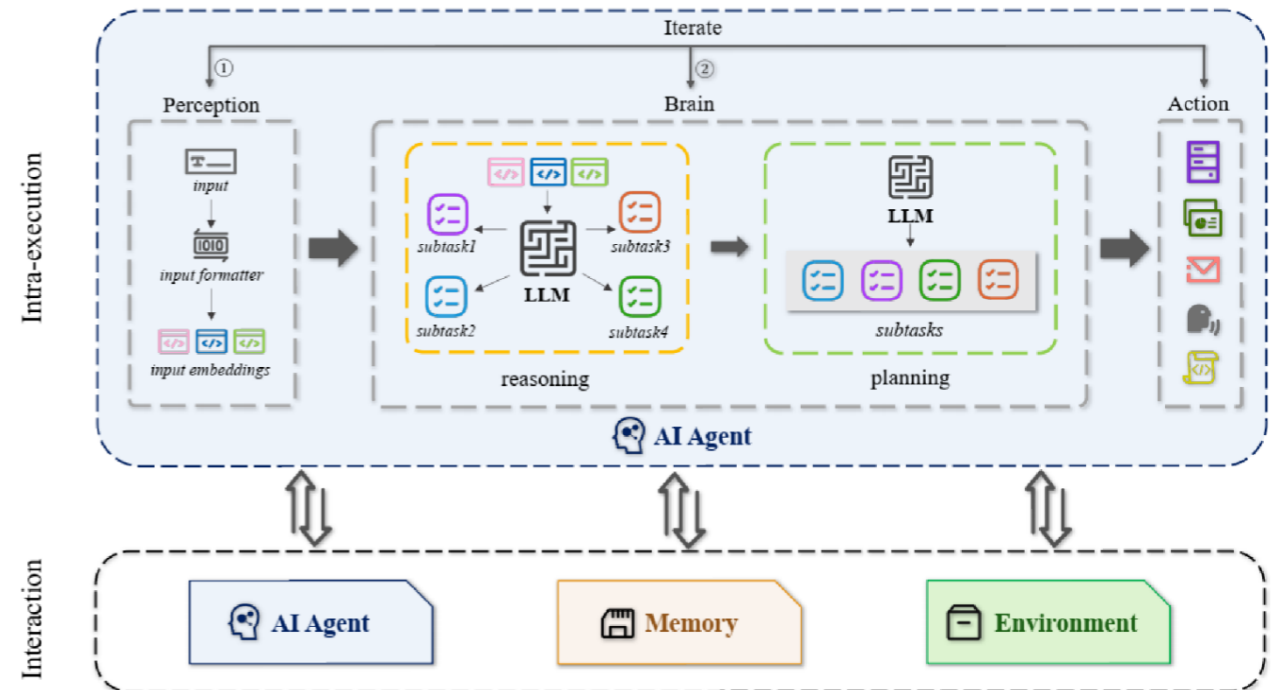 Iterate
①
②
Perception
Brain
Action
Intra-execution
T
input
1010
input formatter
</> </> </>
input embeddings
</> </> </>
subtask1
subtask3
LLM
subtask2
subtask4
reasoning
LLM
subtasks
planning
</>
AI Agent
Interaction
AI Agent
Memory
Environment